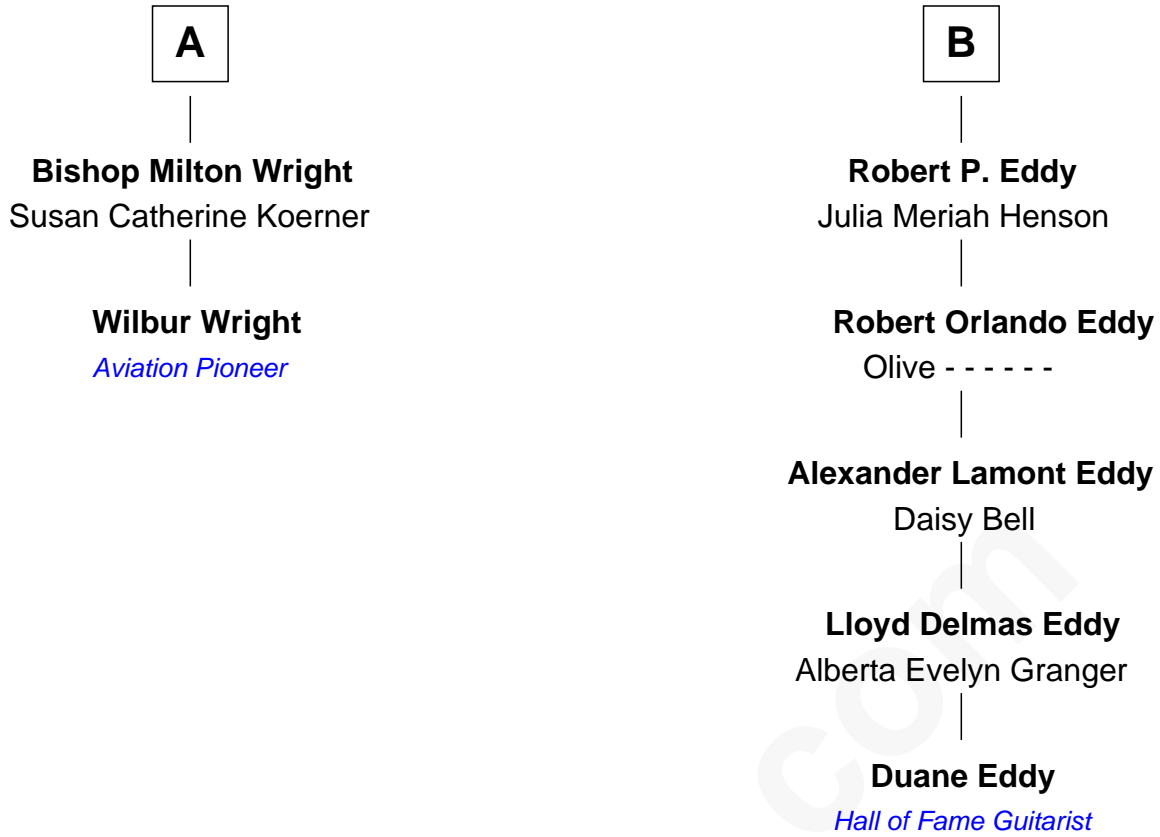 A
Bishop Milton Wright
Susan Catherine Koerner
Wilbur Wright
Aviation Pioneer
B
Robert P. Eddy
Julia Meriah Henson
Robert Orlando Eddy
Olive - - - - - -
Alexander Lamont Eddy
Daisy Bell
Lloyd Delmas Eddy
Alberta Evelyn Granger
Duane Eddy
Hall of Fame Guitarist
com